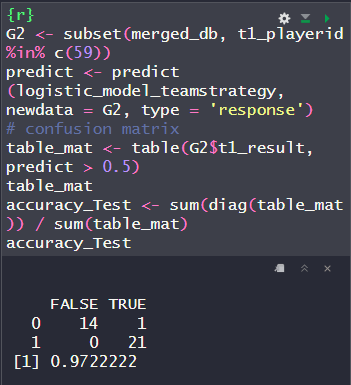 {r}
G2 <- subset(merged_db, t1_playerid
%in% c(59))
predict <- predict
(logistic_model_teamstrategy,
newdata = G2, type = 'response')
# confusion matrix
table_mat <- table(G2$t1_result,
predict > 0.5)
table_mat
accuracy_Test <- sum(diag(table_mat
)) / sum(table_mat)
accuracy_Test
FALSE TRUE
0 14 1
1 0 21
[1] 0.9722222